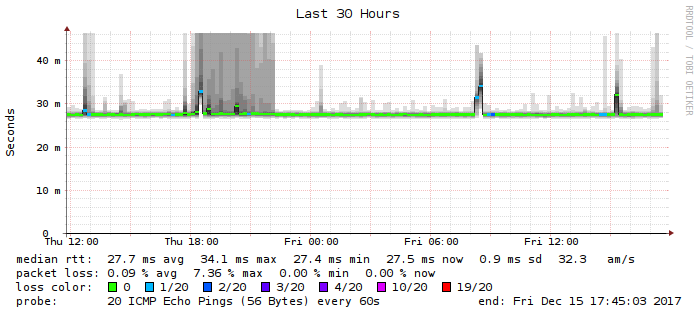 Last 30 Hours
RRDTOOL / TOBI OETIKER
Seconds
40 m
30 m
20 m
10 m
0
Thu 12:00 Thu 18:00 Fri 00:00 Fri 06:00 Fri 12:00
median rtt: 27.7 ms avg 34.1 ms max 27.4 ms min 27.5 ms now 0.9 ms sd 32.3 am/s
packet loss: 0.09 % avg 7.36 % max 0.00 % min 0.00 % now
loss color: 0 1/20 2/20 3/20 4/20 10/20 19/20
probe: 20 ICMP Echo Pings (56 Bytes) every 60s end: Fri Dec 15 17:45:03 2017